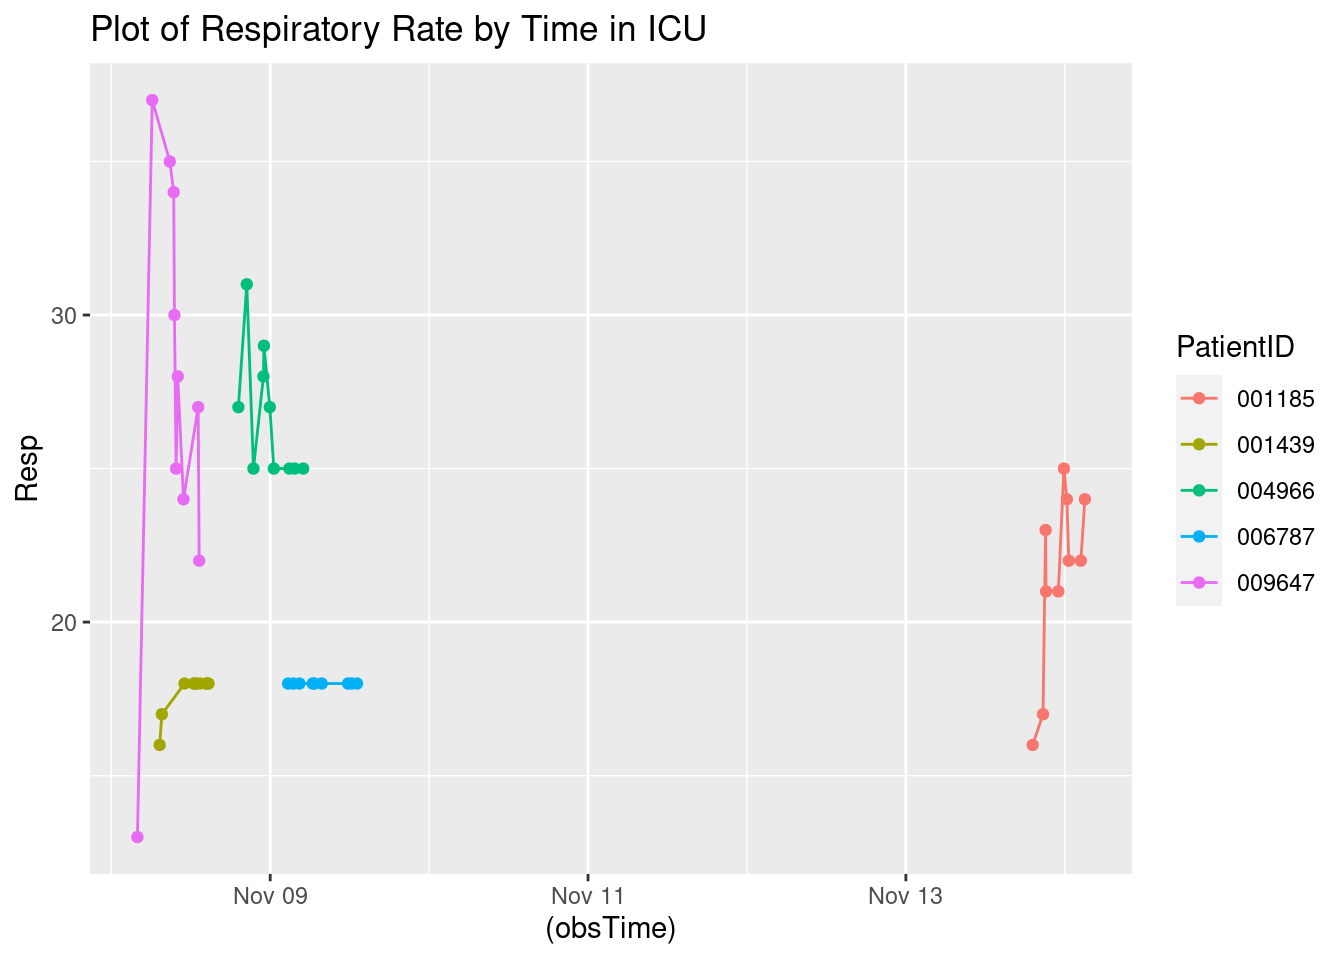 Plot of Respiratory Rate by Time in ICU
Resp
30
20
Nov 09
Nov 11
Nov 13
(obsTime)
PatientID
001185
001439
004966
006787
009647